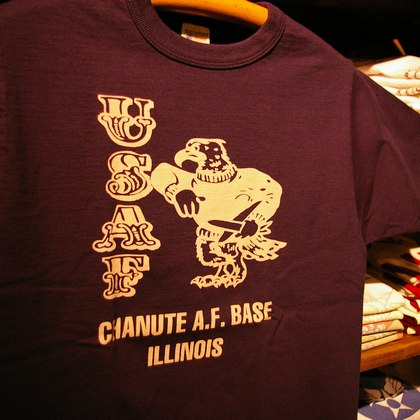 USAF
CHANUTE A.F. BASE
ILLINOIS